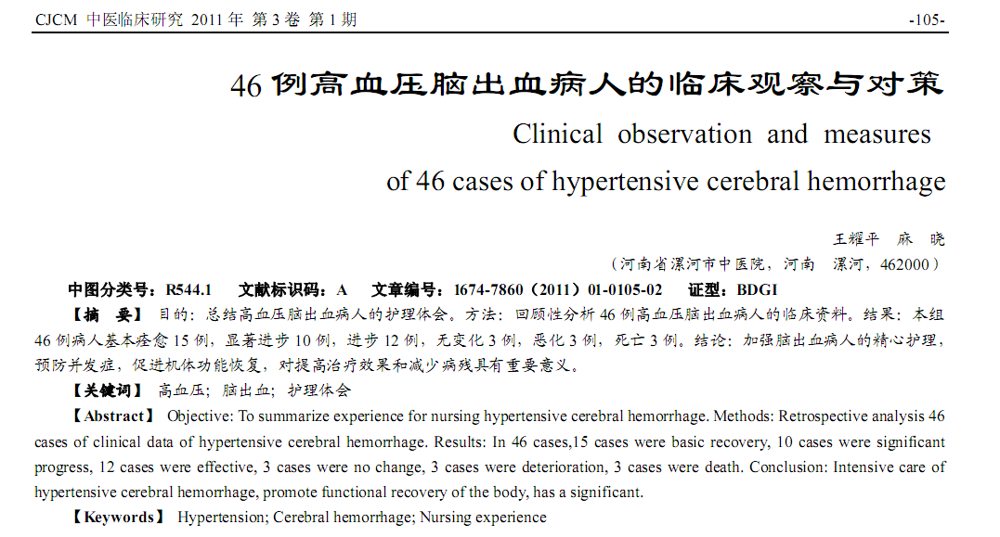 CJCM 中医临床研究 2011 年 第 3 卷 第 1 期 -105-
46 例高血压脑出血病人的临床观察与对策
Clinical observation and measures
of 46 cases of hypertensive cerebral hemorrhage
王耀平 麻 晓
（河南省漯河市中医院，河南 漯河，462000）
中图分类号：R544.1 文献标识码：A 文章编号：1674-7860（2011）01-0105-02 证型：BDGI
【摘 要】 目的：总结高血压脑出血病人的护理体会。方法：回顾性分析 46 例高血压脑出血病人的临床资料。结果：本组
46 例病人基本痊愈 15 例，显著进步 10 例，进步 12 例，无变化 3 例，恶化 3 例，死亡 3 例。结论：加强脑出血病人的精心护理，
预防并发症，促进机体功能恢复，对提高治疗效果和减少病残具有重要意义。
【关键词】 高血压；脑出血；护理体会
【Abstract】 Objective: To summarize experience for nursing hypertensive cerebral hemorrhage. Methods: Retrospective analysis 46
cases of clinical data of hypertensive cerebral hemorrhage. Results: In 46 cases,15 cases were basic recovery, 10 cases were significant
progress, 12 cases were effective, 3 cases were no change, 3 cases were deterioration, 3 cases were death. Conclusion: Intensive care of
hypertensive cerebral hemorrhage, promote functional recovery of the body, has a significant.
【Keywords】 Hypertension; Cerebral hemorrhage; Nursing experience